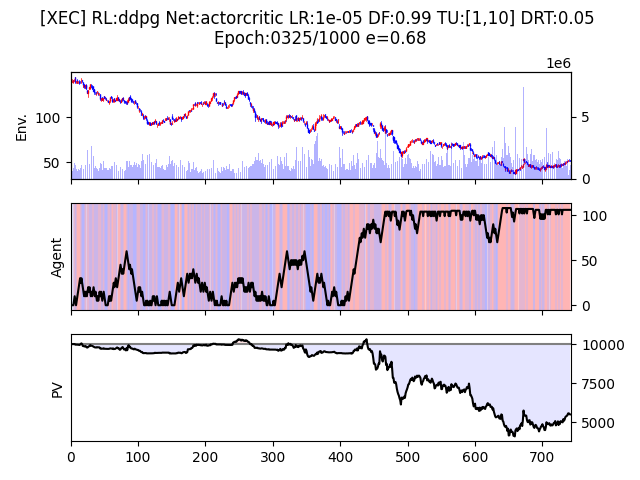 [XEC] RL:ddpg Net:actorcritic LR:1e-05 DF:0.99 TU:[1,10] DRT:0.05
Epoch:0325/1000 e=0.68
1e6
Env.
100
50
5
0
Agent
100
50
0
PV
10000
7500
5000
0 100 200 300 400 500 600 700